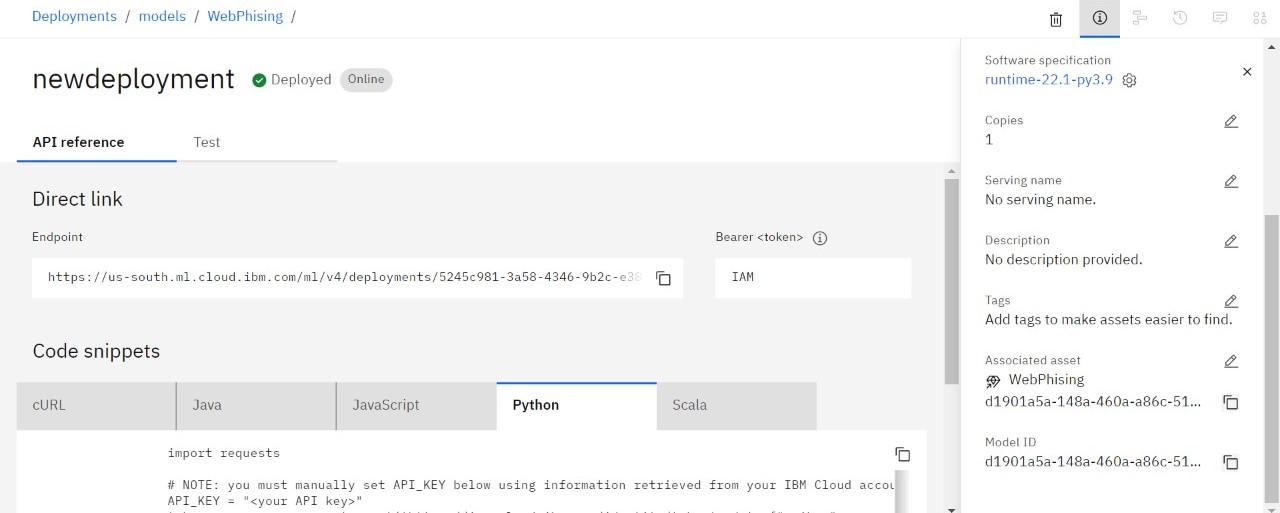 Deployments / models / WebPhising /
newdeployment
Deployed
Online
API reference
Test
Direct link
Endpoint
https://us-south.ml.cloud.ibm.com/ml/v4/deployments/5245c981-3a58-4346-9b2c-e38
Bearer <token>
IAM
Code snippets
cURL
Java
JavaScript
Python
Scala
import requests
# NOTE: you must manually set API_KEY below using information retrieved from your IBM Cloud accou
API_KEY = "<your API key>"
Software specification
runtime-22.1-py3.9
Copies
1
Serving name
No serving name.
Description
No description provided.
Tags
Add tags to make assets easier to find.
Associated asset
WebPhising
d1901a5a-148a-460a-a86c-51...
Model ID
d1901a5a-148a-460a-a86c-51...